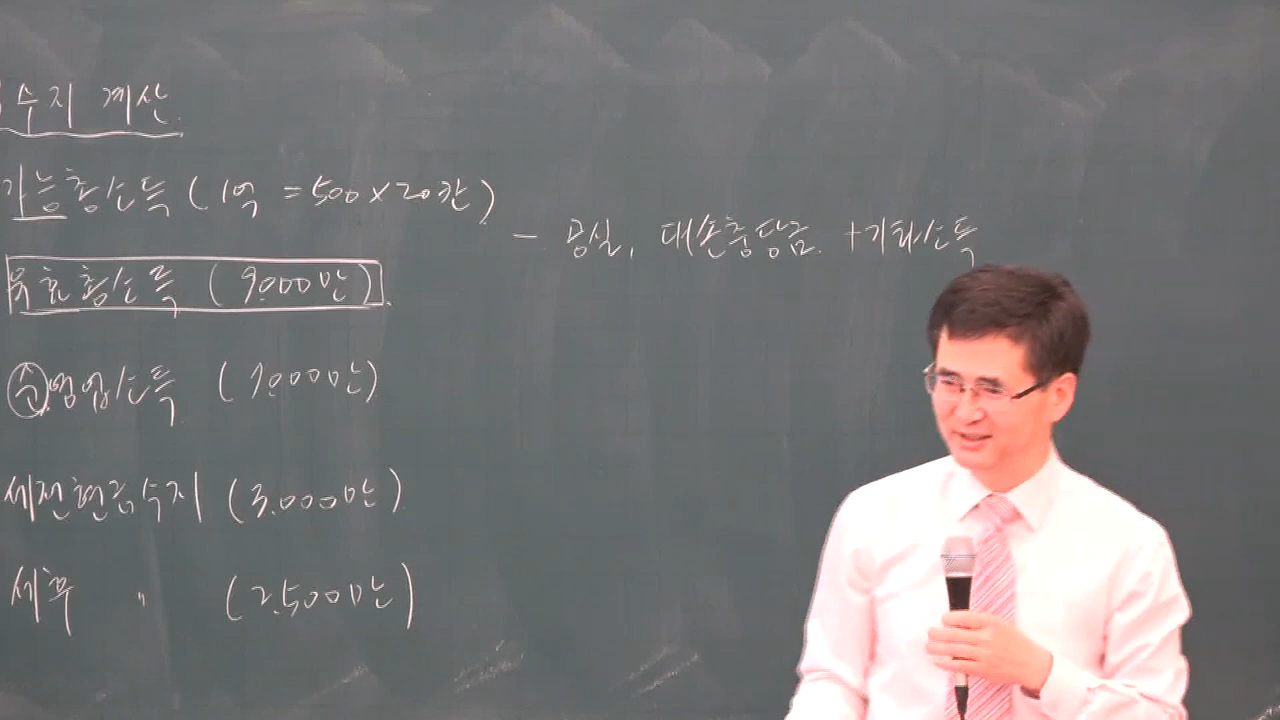 수지 계산
가능총소득 (1억 = 500 × 20칸)
- 공실, 대손충당금. + 기타소득
유효총소득 (9.000만)
순영업소득 (7.000만)
세전현금수지 (3.000만)
세후 〃 (2.500만)